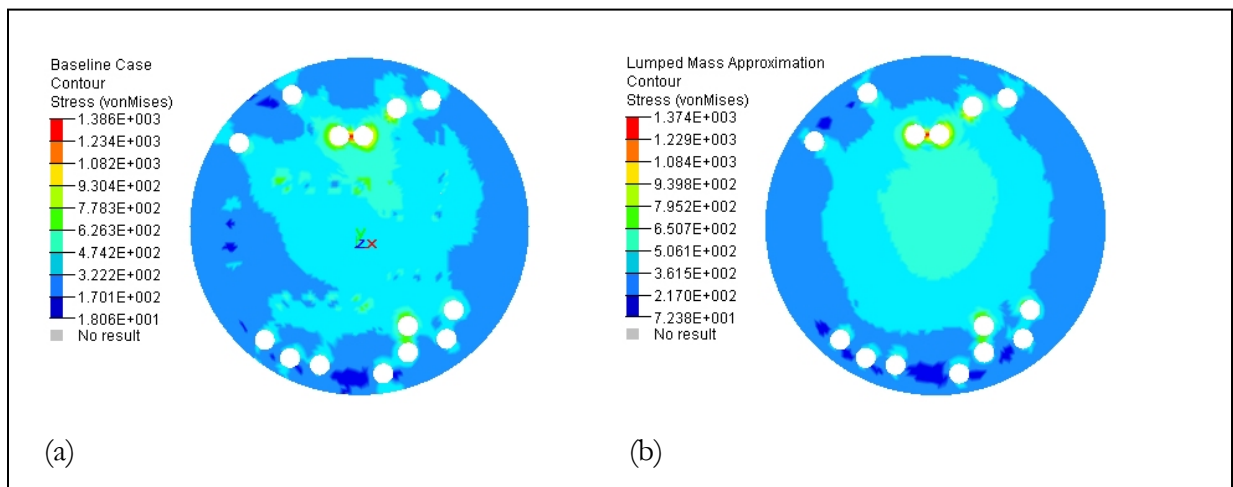 Baseline Case
Contour
Stress (vonMises)
1.386E+003
1.234E+003
1.082E+003
9.304E+002
7.783E+002
6.263E+002
4.742E+002
3.222E+002
1.701E+002
1.806E+001
No result
Y
Z X
(a)
Lumped Mass Approximation
Contour
Stress (vonMises)
1.374E+003
1.229E+003
1.084E+003
9.398E+002
7.952E+002
6.507E+002
5.061E+002
3.615E+002
2.170E+002
7.238E+001
No result
(b)